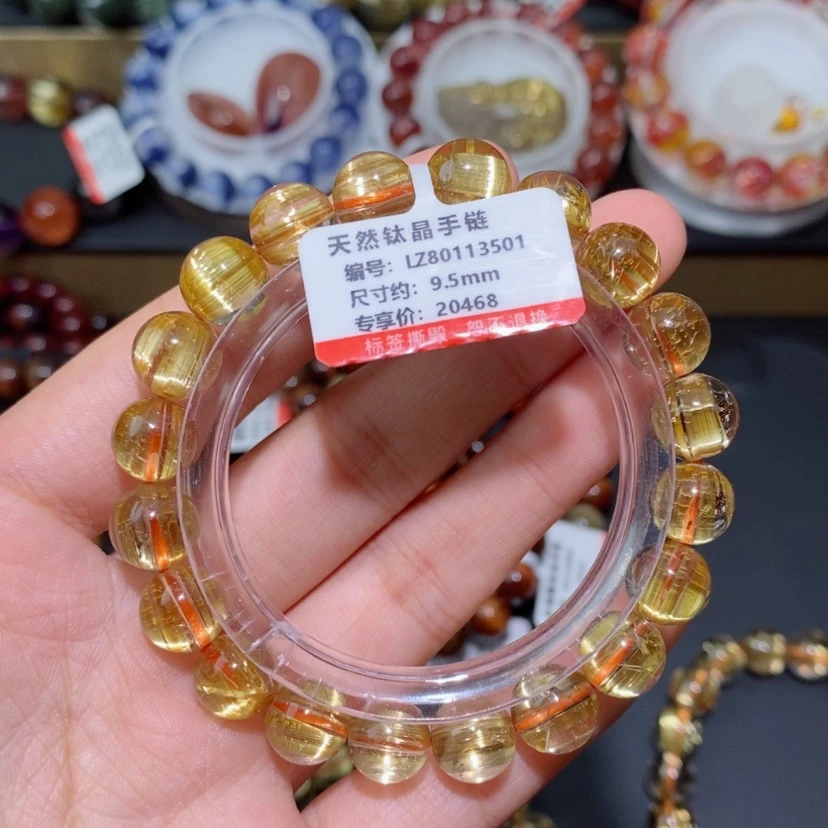 天然钛晶手链
编号：LZ80113501
尺寸约：9.5mm
专享价：20468
标签撕毁 恕不退换